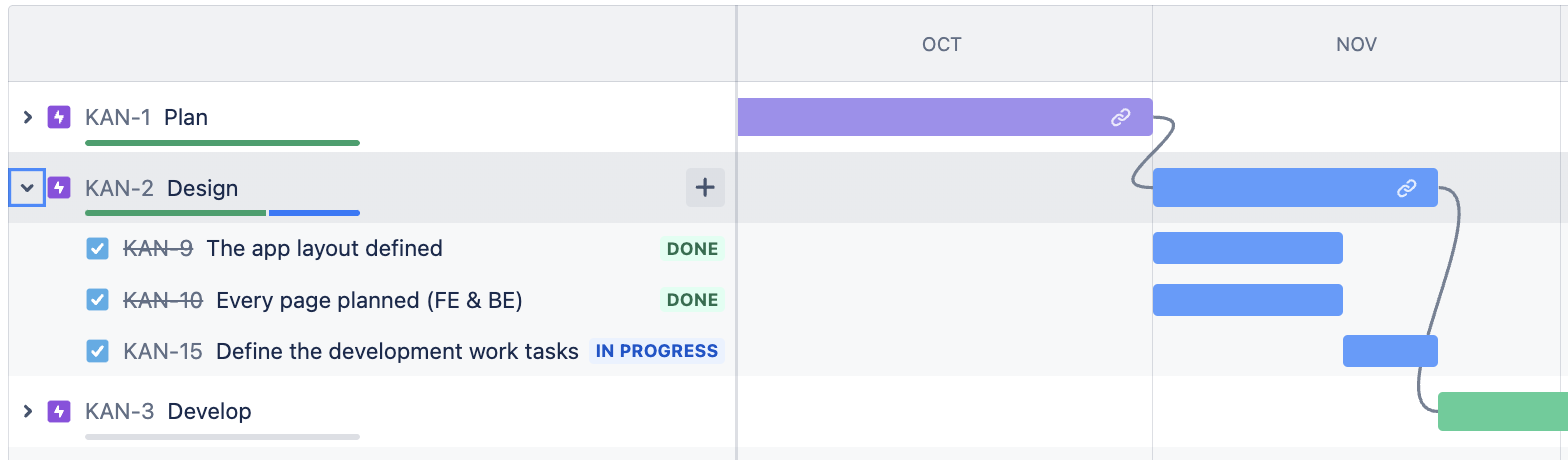 OCT NOV
KAN-1 Plan
KAN-2 Design
KAN-9 The app layout defined DONE
KAN-10 Every page planned (FE & BE) DONE
KAN-15 Define the development work tasks IN PROGRESS
KAN-3 Develop